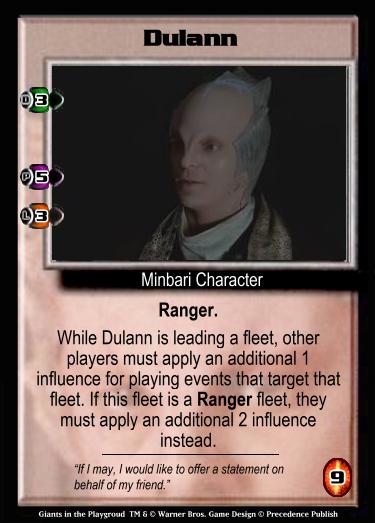 Dulann
D 3
P 5
L 3
Minbari Character
Ranger.
While Dulann is leading a fleet, other
players must apply an additional 1
influence for playing events that target that
fleet. If this fleet is a Ranger fleet, they
must apply an additional 2 influence
instead.
"If I may, I would like to offer a statement on
behalf of my friend."
9
Giants in the Playgroud TM & © Warner Bros. Game Design © Precedence Publish